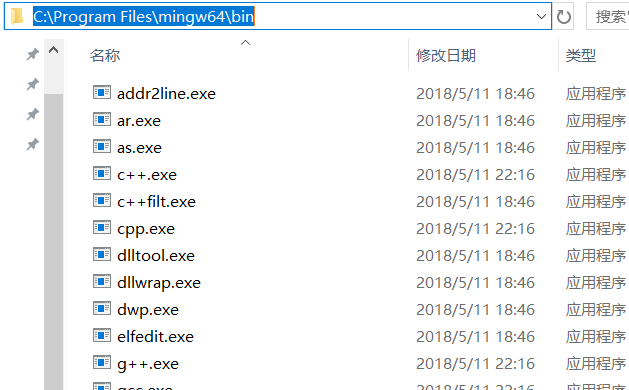 C:\Program Files\mingw64\bin 搜索
名称 修改日期 类型
addr2line.exe 2018/5/11 18:46 应用程序
ar.exe 2018/5/11 18:46 应用程序
as.exe 2018/5/11 18:46 应用程序
c++.exe 2018/5/11 22:16 应用程序
c++filt.exe 2018/5/11 18:46 应用程序
cpp.exe 2018/5/11 22:16 应用程序
dlltool.exe 2018/5/11 18:46 应用程序
dllwrap.exe 2018/5/11 18:46 应用程序
dwp.exe 2018/5/11 18:46 应用程序
elfedit.exe 2018/5/11 18:46 应用程序
g++.exe 2018/5/11 22:16 应用程序